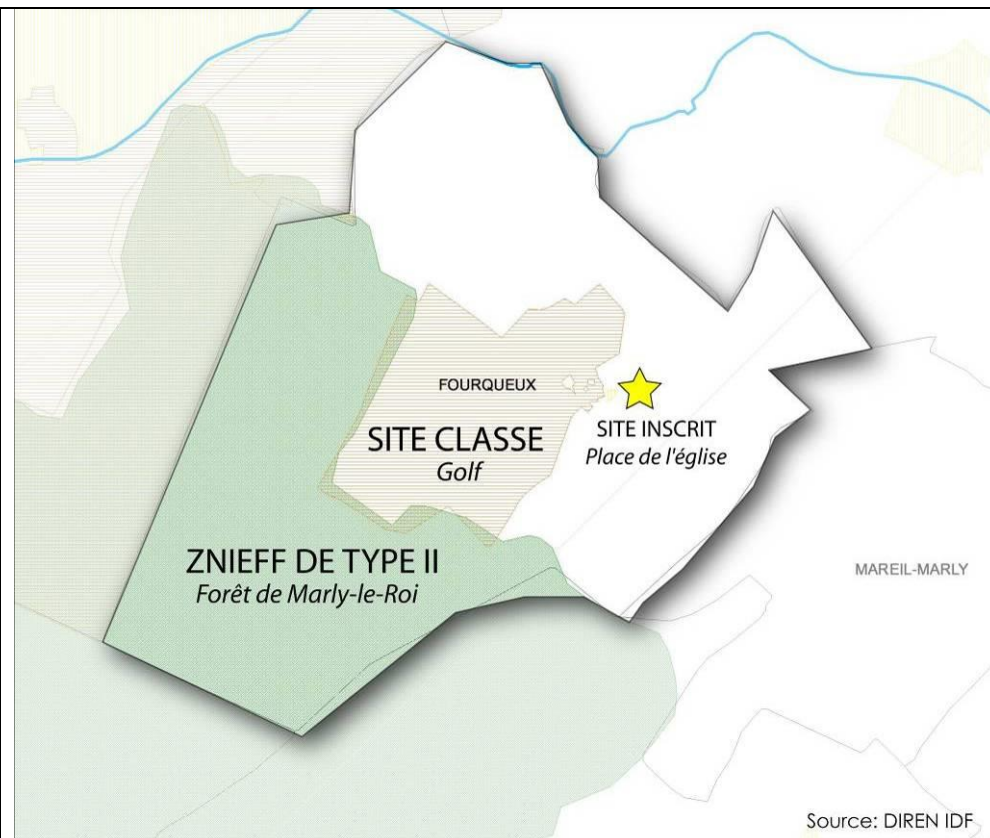 FOURQUEUX
SITE CLASSE
Golf
SITE INSCRIT
Place de l'église
ZNIEFF DE TYPE II
Forêt de Marly-le-Roi
MAREIL-MARLY
Source: DIREN IDF